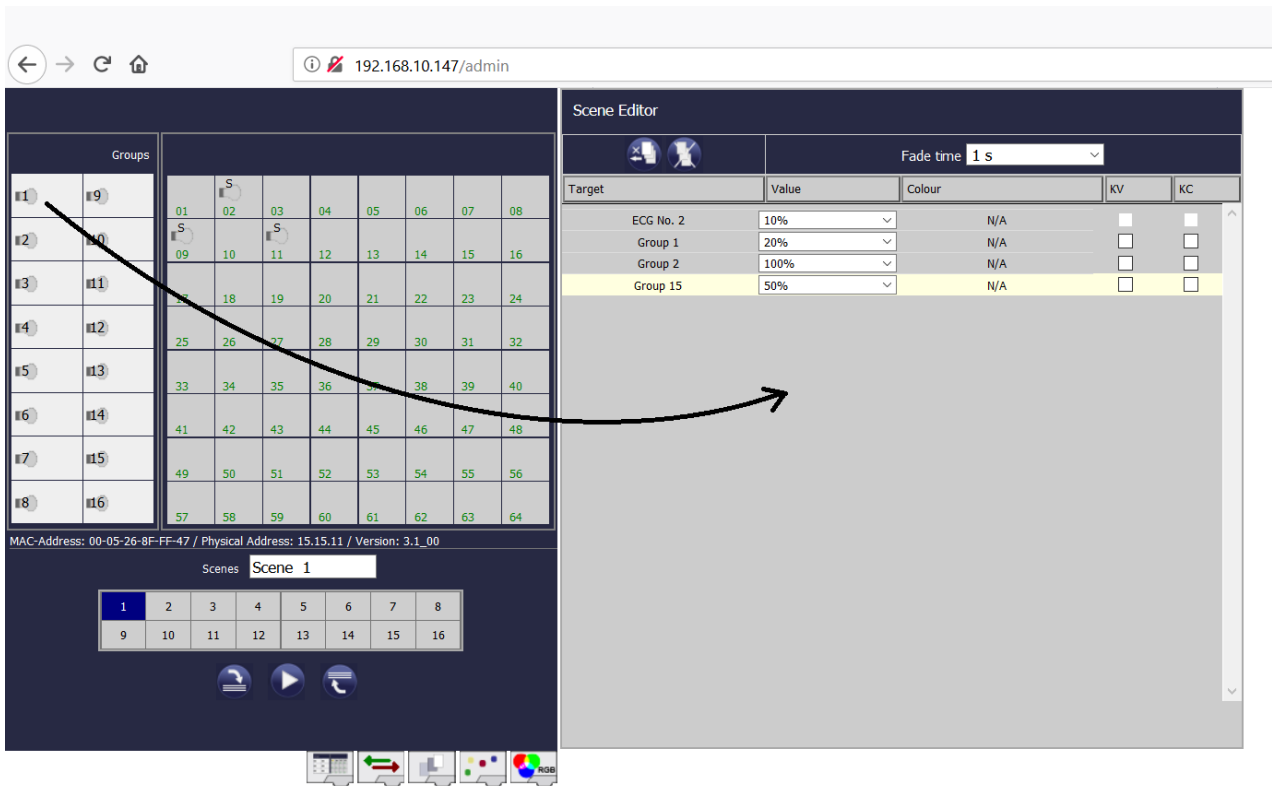 192.168.10.147/admin
Scene Editor
Groups
Fade time 1 s
Target Value Colour KV KC
1 9
2 10
3 11
4 12
5 13
6 14
7 15
8 16
S
01 02 03 04 05 06 07 08
S S
09 10 11 12 13 14 15 16
17 18 19 20 21 22 23 24
25 26 27 28 29 30 31 32
33 34 35 36 37 38 39 40
41 42 43 44 45 46 47 48
49 50 51 52 53 54 55 56
57 58 59 60 61 62 63 64
ECG No. 2 10% N/A
Group 1 20% N/A
Group 2 100% N/A
Group 15 50% N/A
MAC-Address: 00-05-26-8F-FF-47 / Physical Address: 15.15.11 / Version: 3.1_00
Scenes Scene 1
1 2 3 4 5 6 7 8
9 10 11 12 13 14 15 16
RGB